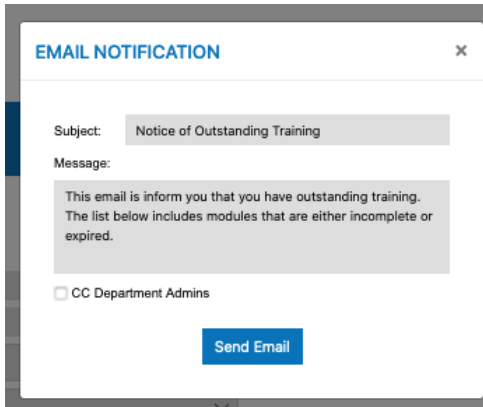 EMAIL NOTIFICATION ×
Subject: Notice of Outstanding Training
Message:
This email is inform you that you have outstanding training.
The list below includes modules that are either incomplete or
expired.
CC Department Admins
Send Email